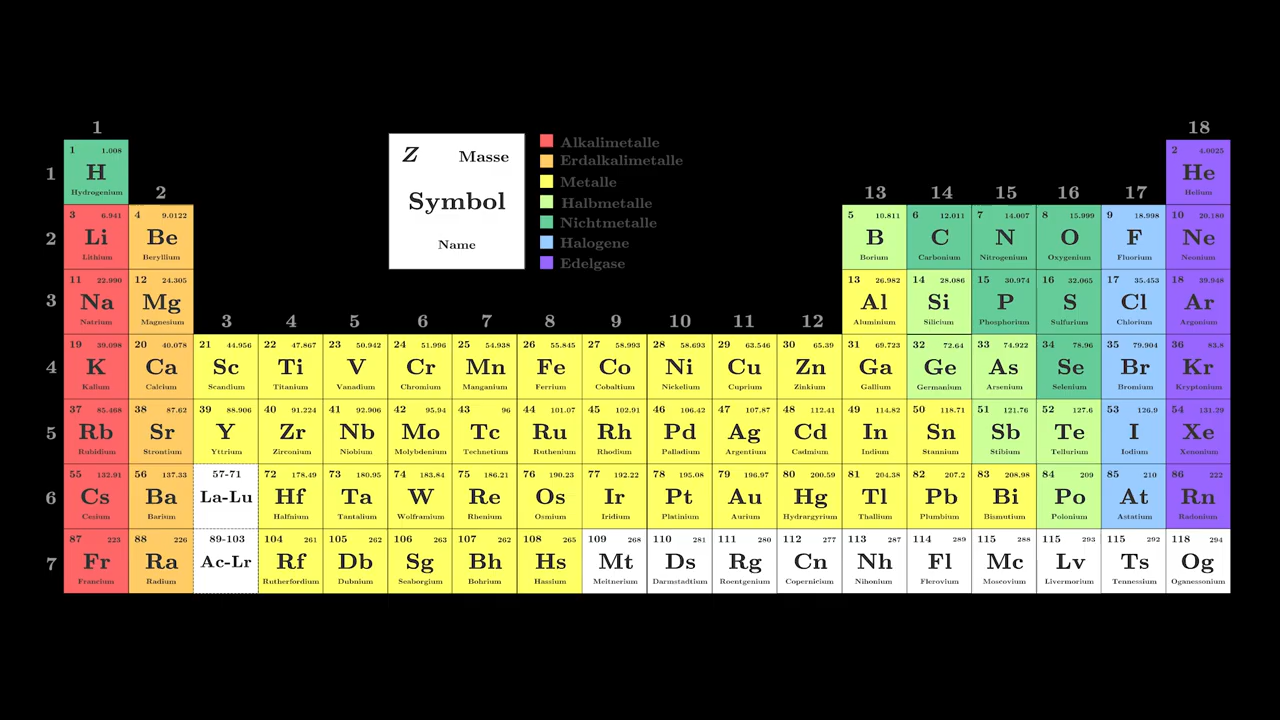 1 18
Z Masse
Symbol
Name
Alkalimetalle
Erdalkalimetalle
Metalle
Halbmetalle
Nichtmetalle
Halogene
Edelgase
1
1 1.008 H Hydrogenium
2 4.0025 He Helium
2 13 14 15 16 17
2
3 6.941 Li Lithium
4 9.0122 Be Beryllium
5 10.811 B Borium
6 12.011 C Carbonium
7 14.007 N Nitrogenium
8 15.999 O Oxygenium
9 18.998 F Fluorium
10 20.180 Ne Neonium
3
11 22.990 Na Natrium
12 24.305 Mg Magnesium
13 26.982 Al Aluminium
14 28.086 Si Silicium
15 30.974 P Phosphorium
16 32.065 S Sulfurium
17 35.453 Cl Chlorium
18 39.948 Ar Argonium
3 4 5 6 7 8 9 10 11 12
4
19 39.098 K Kalium
20 40.078 Ca Calcium
21 44.956 Sc Scandium
22 47.867 Ti Titanium
23 50.942 V Vanadium
24 51.996 Cr Chromium
25 54.938 Mn Manganium
26 55.845 Fe Ferrium
27 58.993 Co Cobaltium
28 58.693 Ni Nickelium
29 63.546 Cu Cuprium
30 65.39 Zn Zinkium
31 69.723 Ga Gallium
32 72.64 Ge Germanium
33 74.922 As Arsenium
34 78.96 Se Selenium
35 79.904 Br Bromium
36 83.8 Kr Kryptonium
5
37 85.468 Rb Rubidium
38 87.62 Sr Strontium
39 88.906 Y Yttrium
40 91.224 Zr Zirconium
41 92.906 Nb Niobium
42 95.94 Mo Molybdenium
43 96 Tc Technetium
44 101.07 Ru Ruthenium
45 102.91 Rh Rhodium
46 106.42 Pd Palladium
47 107.87 Ag Argentium
48 112.41 Cd Cadmium
49 114.82 In Indium
50 118.71 Sn Stannium
51 121.76 Sb Stibium
52 127.6 Te Tellurium
53 126.9 I Iodium
54 131.29 Xe Xenonium
6
55 132.91 Cs Cesium
56 137.33 Ba Barium
57-71 La-Lu
72 178.49 Hf Halfnium
73 180.95 Ta Tantalium
74 183.84 W Wolframium
75 186.21 Re Rhenium
76 190.23 Os Osmium
77 192.22 Ir Iridium
78 195.08 Pt Platinium
79 196.97 Au Aurium
80 200.59 Hg Hydrargyrium
81 204.38 Tl Thallium
82 207.2 Pb Plumbium
83 208.98 Bi Bismutium
84 209 Po Polonium
85 210 At Astatium
86 222 Rn Radonium
7
87 223 Fr Francium
88 226 Ra Radium
89-103 Ac-Lr
104 261 Rf Rutherfordium
105 262 Db Dubnium
106 263 Sg Seaborgium
107 262 Bh Bohrium
108 265 Hs Hassium
109 268 Mt Meitnerium
110 281 Ds Darmstadtium
111 280 Rg Roentgenium
112 277 Cn Copernicium
113 287 Nh Nihonium
114 289 Fl Flerovium
115 288 Mc Moscovium
115 293 Lv Livermorium
115 292 Ts Tennessium
118 294 Og Oganessonium